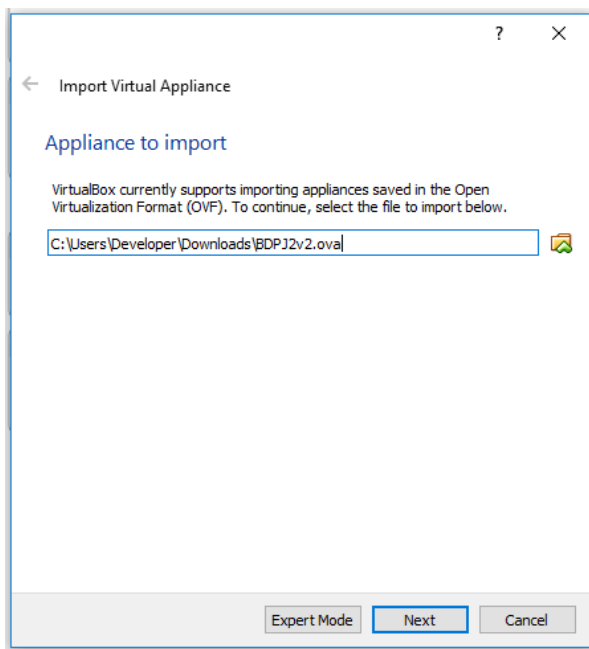 ?
Import Virtual Appliance
Appliance to import
VirtualBox currently supports importing appliances saved in the Open
Virtualization Format (OVF). To continue, select the file to import below.
C:\Users\Developer\Downloads\BDPJ2v2.ova
Expert Mode Next Cancel